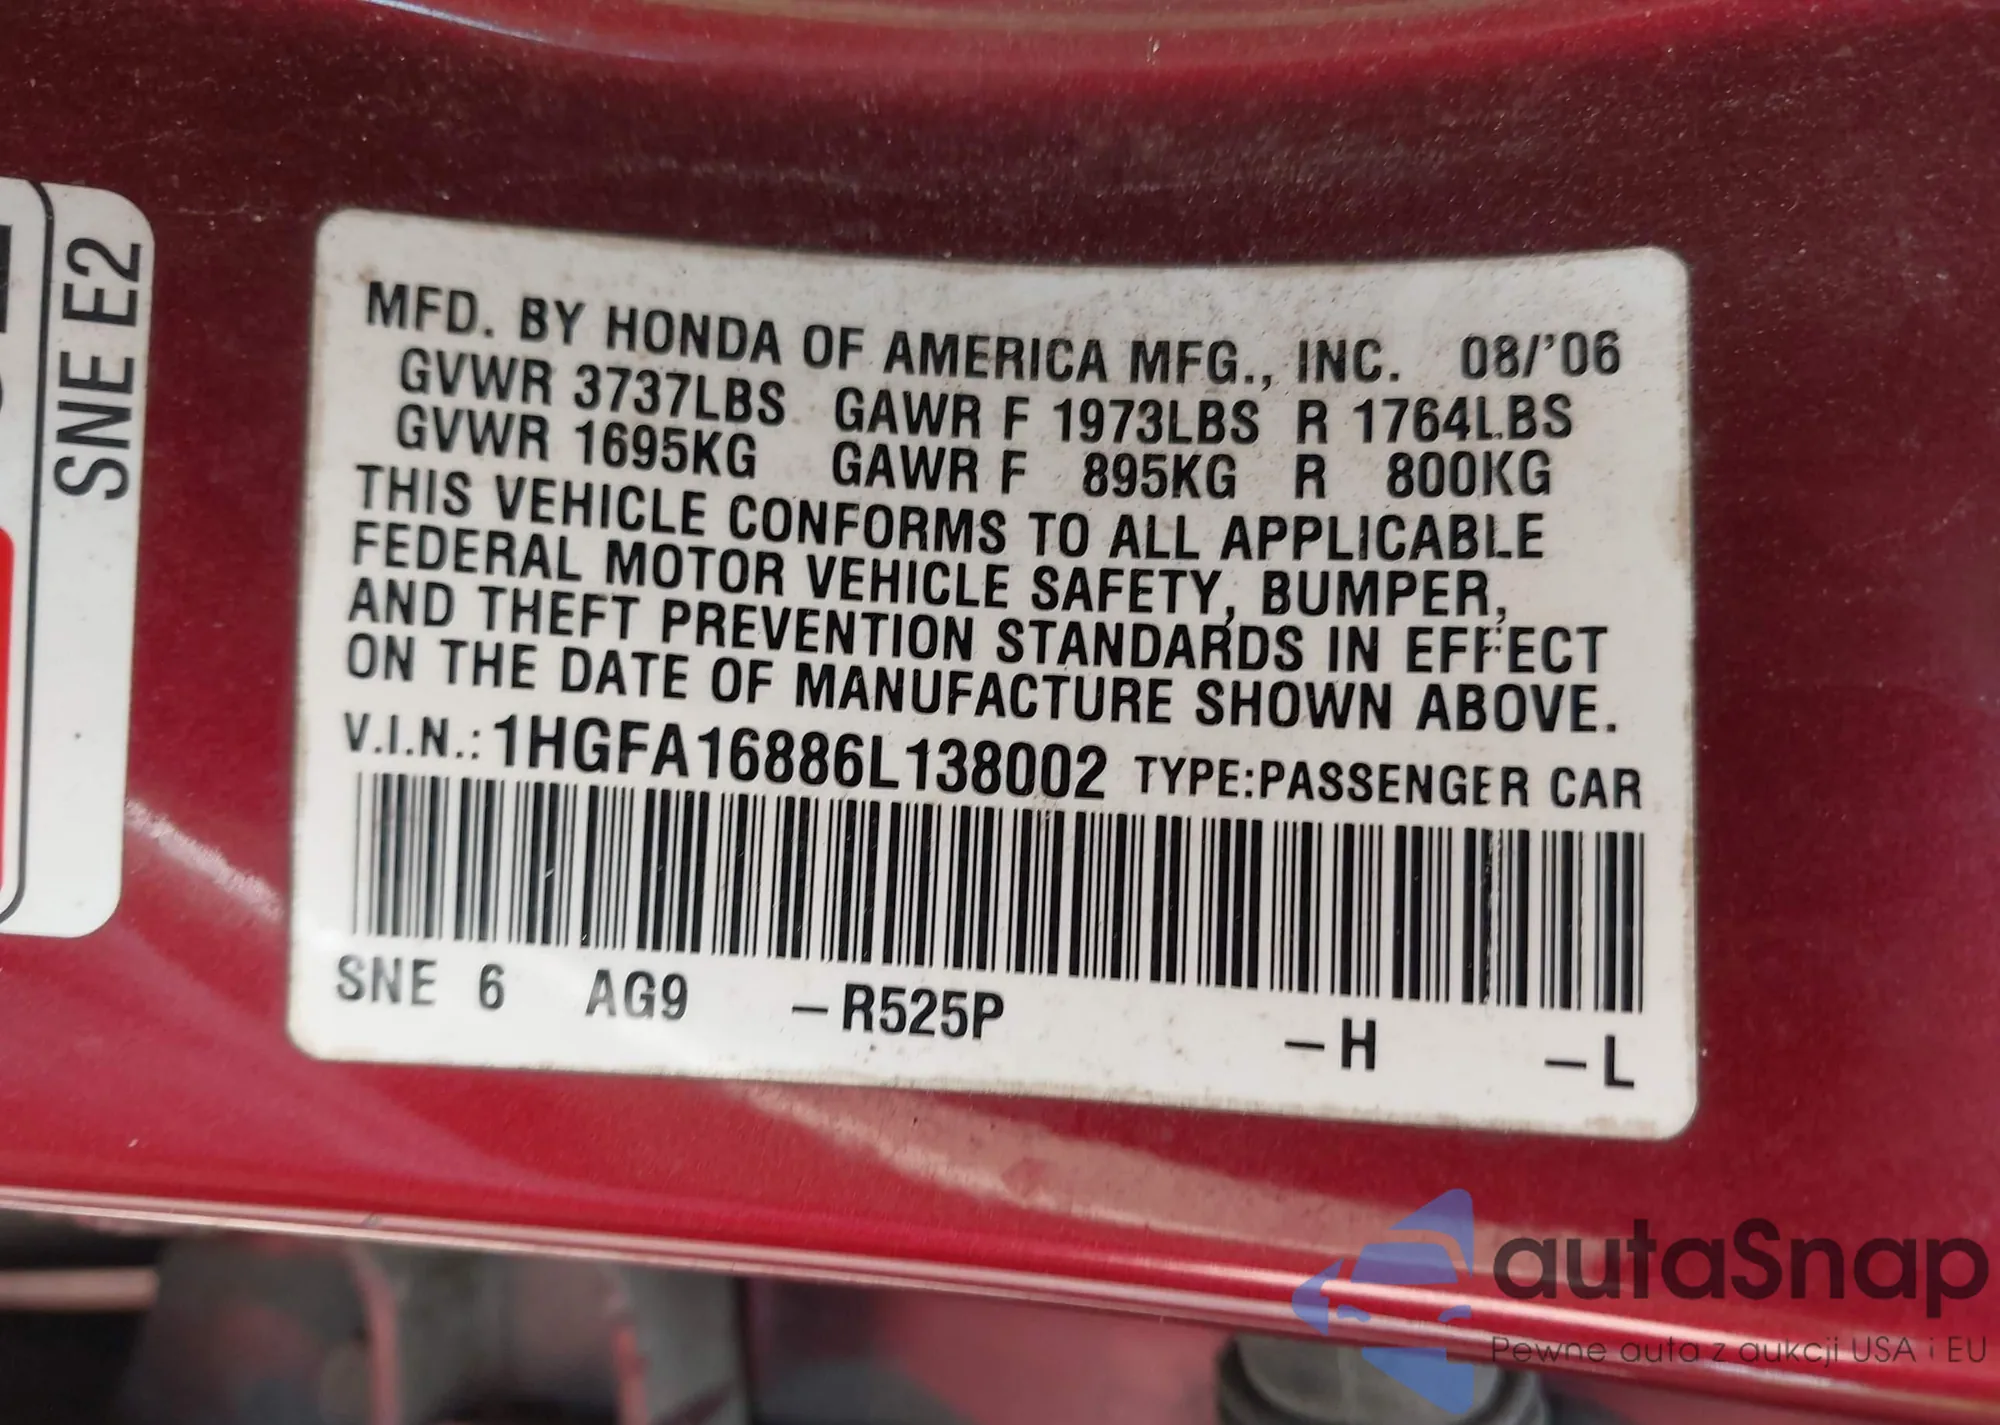 SNE E2
MFD. BY HONDA OF AMERICA MFG., INC. 08/'06
GVWR 3737LBS GAWR F 1973LBS R 1764LBS
GVWR 1695KG GAWR F 895KG R 800KG
THIS VEHICLE CONFORMS TO ALL APPLICABLE
FEDERAL MOTOR VEHICLE SAFETY, BUMPER,
AND THEFT PREVENTION STANDARDS IN EFFECT
ON THE DATE OF MANUFACTURE SHOWN ABOVE.
V.I.N.: 1HGFA16886L138002 TYPE:PASSENGER CAR
SNE 6 AG9 –R525P –H –L
autaSnap
Pewne auta z aukcji USA i EU